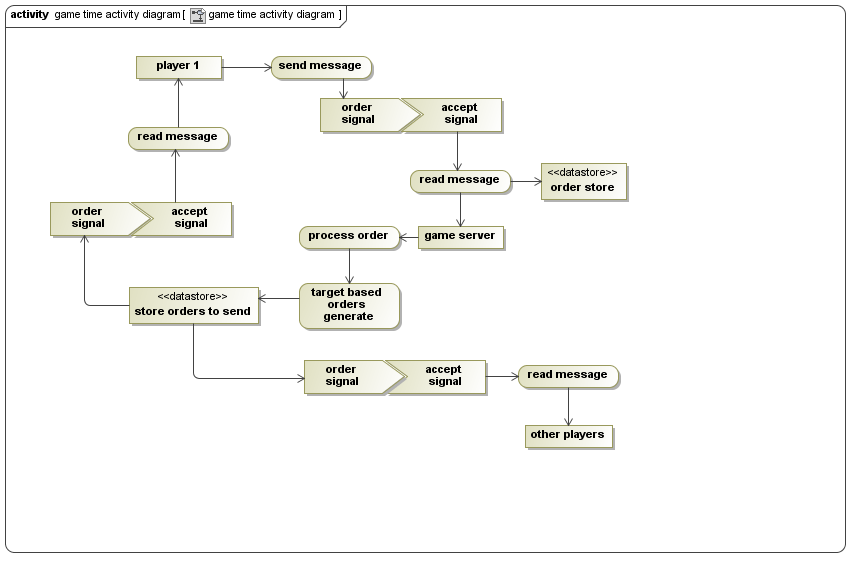 activity game time activity diagram [ game time activity diagram ]
player 1
send message
order
signal
accept
signal
read message
read message
<<datastore>>
order store
order
signal
accept
signal
process order
game server
<<datastore>>
store orders to send
target based
orders
generate
order
signal
accept
signal
read message
other players